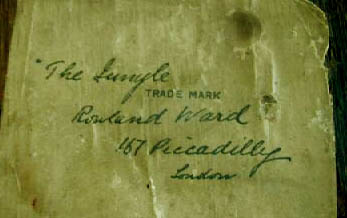 "The Jungle
TRADE MARK
Rowland Ward
167 Piccadilly
London